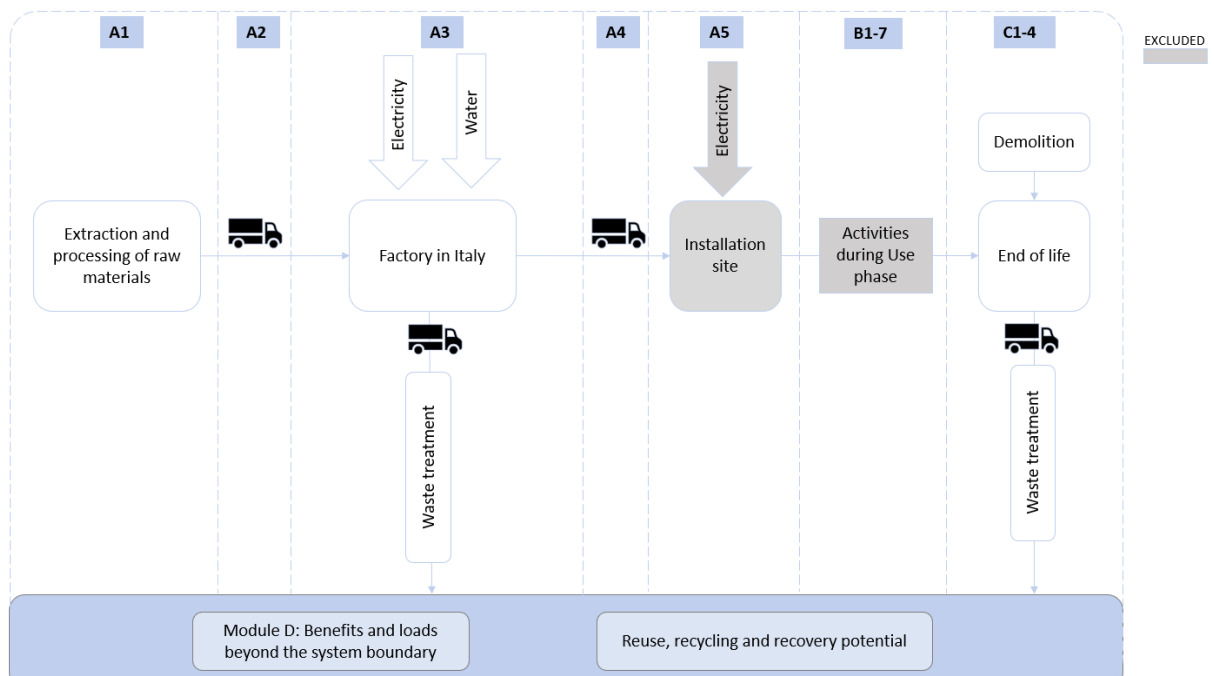 A1
A2
A3
A4
A5
B1-7
C1-4
EXCLUDED
Electricity
Water
Electricity
Demolition
Extraction and
processing of raw
materials
Factory in Italy
Installation
site
Activities
during Use
phase
End of life
Waste treatment
Waste treatment
Module D: Benefits and loads
beyond the system boundary
Reuse, recycling and recovery potential